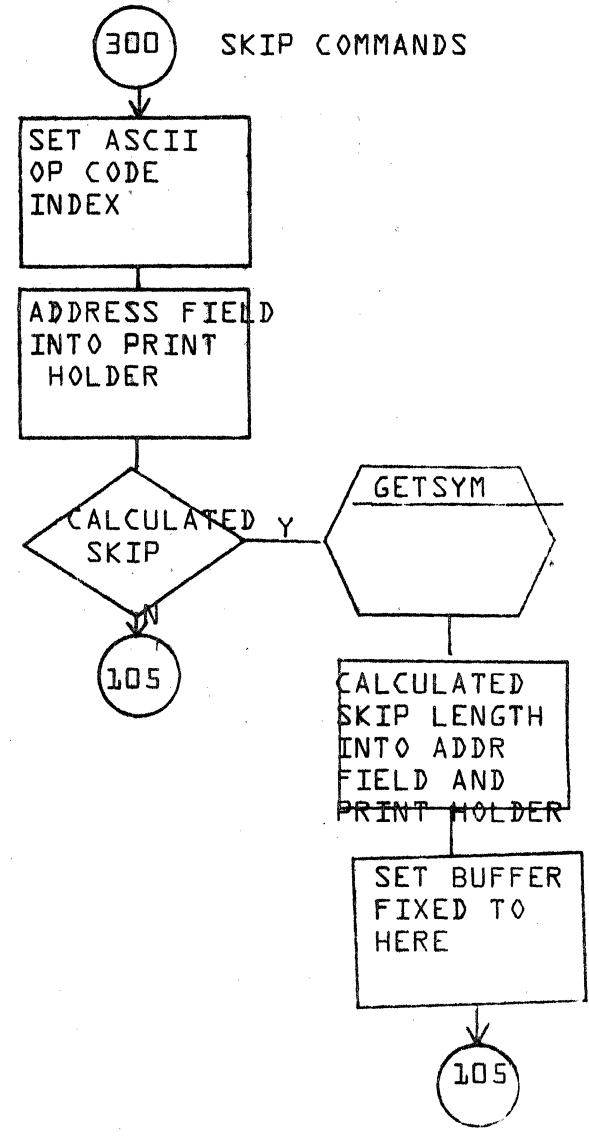 300 SKIP COMMANDS
SET ASCII
OP CODE
INDEX
ADDRESS FIELD
INTO PRINT
HOLDER
CALCULATED
SKIP
Y
N
105
GETSYM
CALCULATED
SKIP LENGTH
INTO ADDR
FIELD AND
PRINT HOLDER
SET BUFFER
FIXED TO
HERE
105